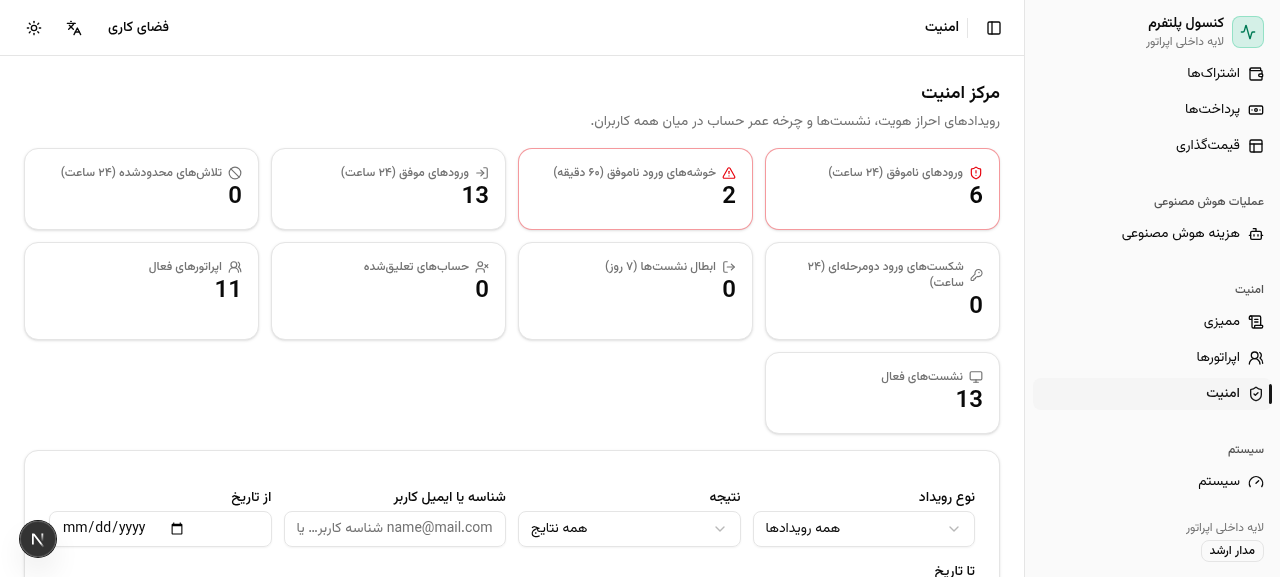 کنسول پلتفرم
لایه داخلی اپراتور
اشتراک‌ها
پرداخت‌ها
قیمت‌گذاری
عملیات هوش مصنوعی
هزینه هوش مصنوعی
امنیت
ممیزی
اپراتورها
امنیت
سیستم
سیستم
لایه داخلی اپراتور
مدار ارشد
امنیت
فضای کاری
مرکز امنیت
رویدادهای احراز هویت، نشست‌ها و چرخه عمر حساب در میان همه کاربران.
ورودهای ناموفق (۲۴ ساعت)
6
خوشه‌های ورود ناموفق (۶۰ دقیقه)
2
ورودهای موفق (۲۴ ساعت)
13
تلاش‌های محدودشده (۲۴ ساعت)
0
شکست‌های ورود دومرحله‌ای (۲۴
ساعت)
0
ابطال نشست‌ها (۷ روز)
0
حساب‌های تعلیق‌شده
0
اپراتورهای فعال
11
نشست‌های فعال
13
نوع رویداد
همه رویدادها
نتیجه
همه نتایج
شناسه یا ایمیل کاربر
name@mail.com شناسه کاربر… یا
از تاریخ
mm/dd/yyyy
تا تاریخ
N